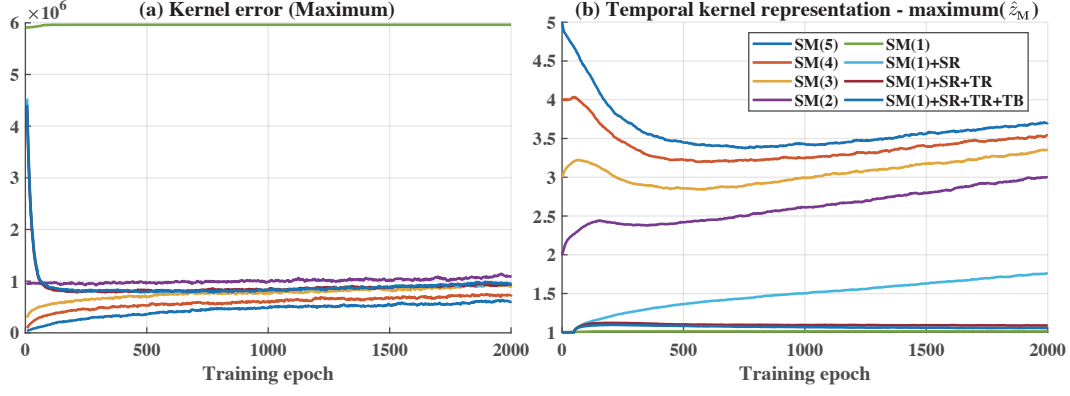 (a) Kernel error (Maximum)
6 ×10⁶
5
4
3
2
1
0
0 500 1000 1500 2000
Training epoch
(b) Temporal kernel representation - maximum(ẑ_M)
5
4.5
4
3.5
3
2.5
2
1.5
1
SM(5) SM(1)
SM(4) SM(1)+SR
SM(3) SM(1)+SR+TR
SM(2) SM(1)+SR+TR+TB
0 500 1000 1500 2000
Training epoch